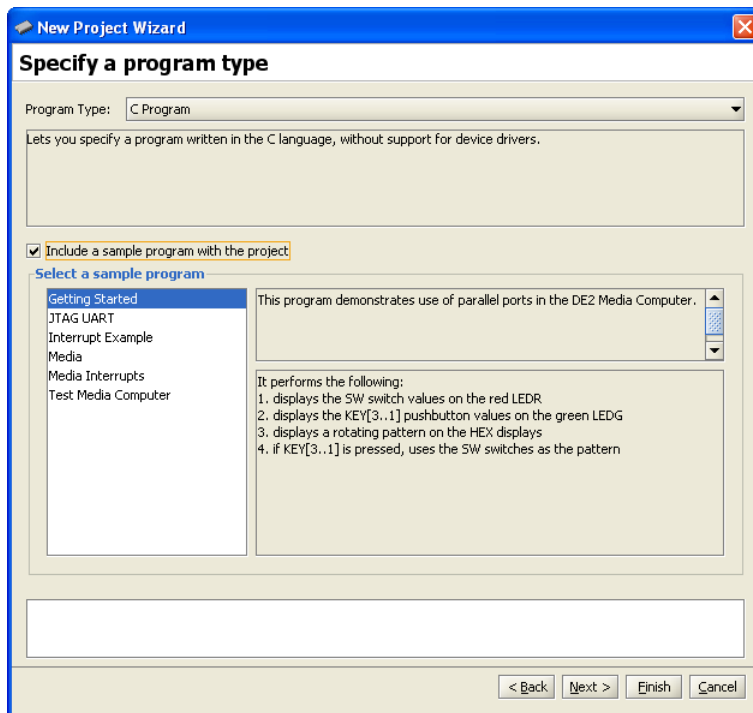 New Project Wizard
Specify a program type
Program Type: C Program
Lets you specify a program written in the C language, without support for device drivers.
Include a sample program with the project
Select a sample program
Getting Started
JTAG UART
Interrupt Example
Media
Media Interrupts
Test Media Computer
This program demonstrates use of parallel ports in the DE2 Media Computer.
It performs the following:
1. displays the SW switch values on the red LEDR
2. displays the KEY[3..1] pushbutton values on the green LEDG
3. displays a rotating pattern on the HEX displays
4. if KEY[3..1] is pressed, uses the SW switches as the pattern
< Back Next > Finish Cancel